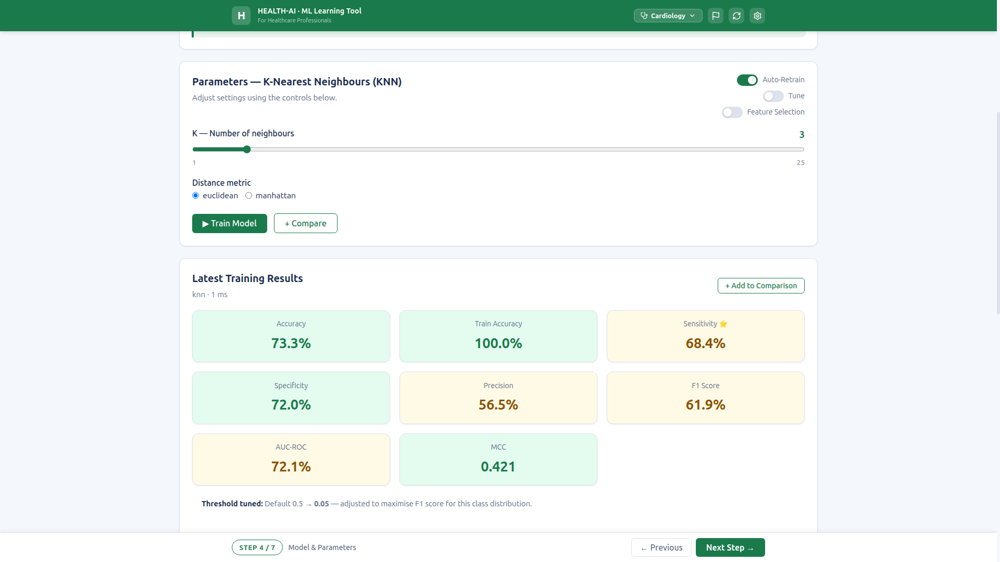 H
HEALTH-AI · ML Learning Tool
For Healthcare Professionals
Cardiology
Parameters — K-Nearest Neighbours (KNN)
Adjust settings using the controls below.
Auto-Retrain
Tune
Feature Selection
K — Number of neighbours
3
1
25
Distance metric
euclidean
manhattan
▶ Train Model
+ Compare
Latest Training Results
knn · 1 ms
+ Add to Comparison
Accuracy
73.3%
Train Accuracy
100.0%
Sensitivity ⭐
68.4%
Specificity
72.0%
Precision
56.5%
F1 Score
61.9%
AUC-ROC
72.1%
MCC
0.421
Threshold tuned: Default 0.5 → 0.05 — adjusted to maximise F1 score for this class distribution.
STEP 4 / 7
Model & Parameters
← Previous
Next Step →